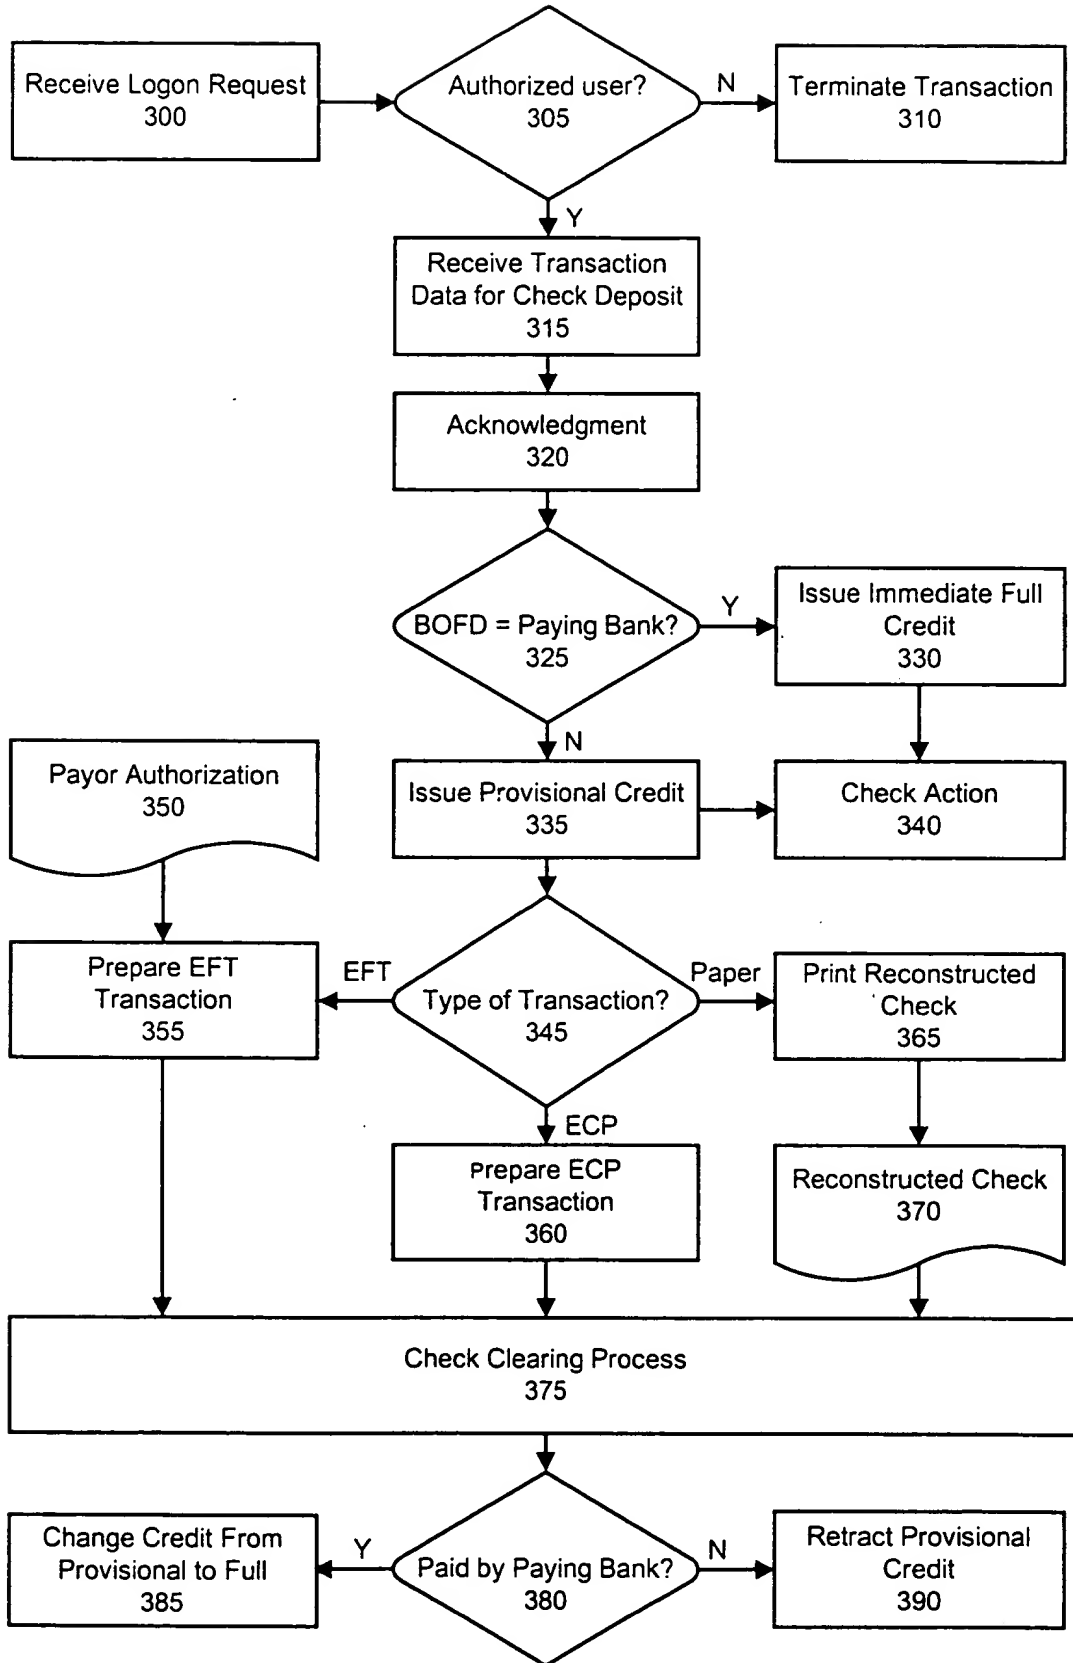 Receive Logon Request
300
Authorized user?
305
N
Terminate Transaction
310
Y
Receive Transaction
Data for Check Deposit
315
Acknowledgment
320
BOFD = Paying Bank?
325
Y
Issue Immediate Full
Credit
330
N
Payor Authorization
350
Issue Provisional Credit
335
Check Action
340
Prepare EFT
Transaction
355
EFT
Type of Transaction?
345
Paper
Print Reconstructed
Check
365
ECP
Prepare ECP
Transaction
360
Reconstructed Check
370
Check Clearing Process
375
Change Credit From
Provisional to Full
385
Y
Paid by Paying Bank?
380
N
Retract Provisional
Credit
390